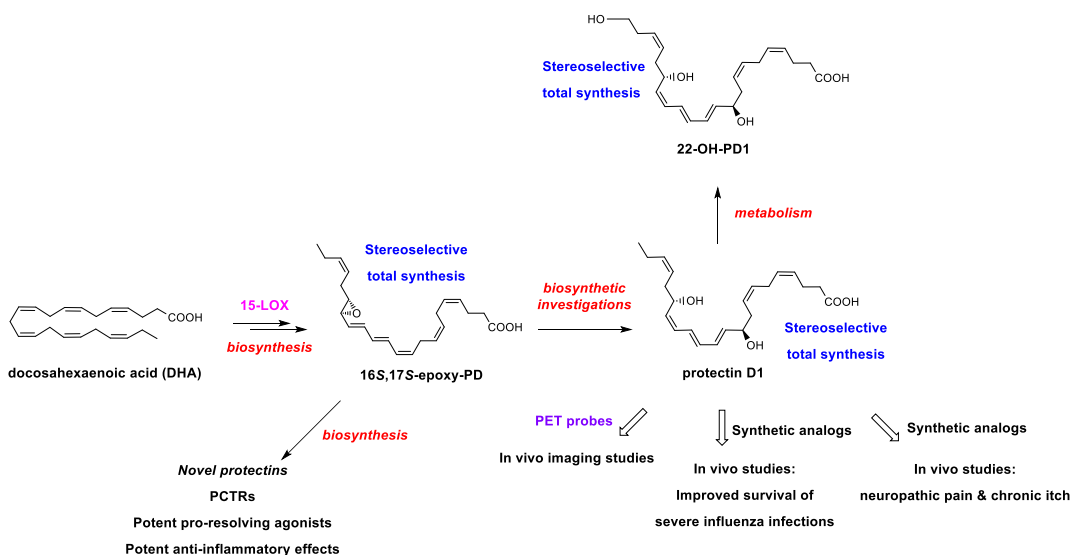 HO
Stereoselective
total synthesis
OH
COOH
OH
22-OH-PD1
metabolism
Stereoselective
total synthesis
15-LOX
biosynthesis
COOH
docosahexaenoic acid (DHA)
O
COOH
16S,17S-epoxy-PD
biosynthetic
investigations
OH
COOH
OH
protectin D1
Stereoselective
total synthesis
biosynthesis
Novel protectins
PCTRs
Potent pro-resolving agonists
Potent anti-inflammatory effects
PET probes
In vivo imaging studies
Synthetic analogs
In vivo studies:
Improved survival of
severe influenza infections
Synthetic analogs
In vivo studies:
neuropathic pain & chronic itch